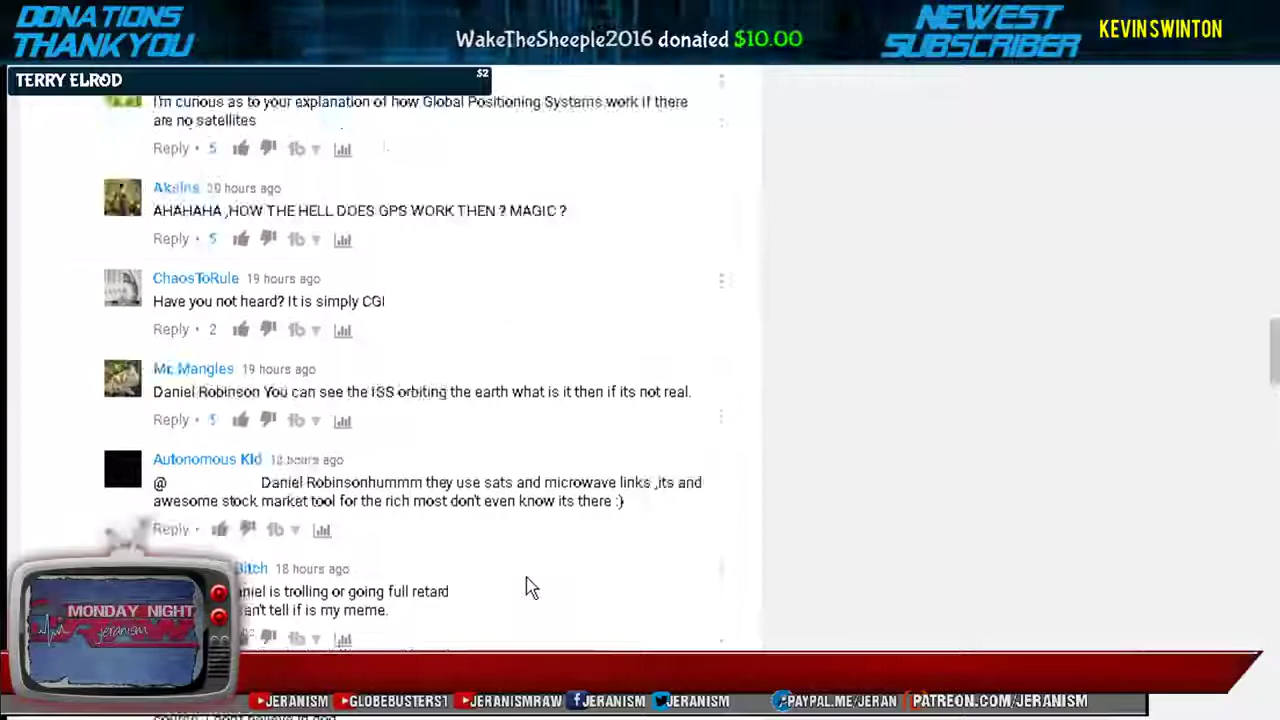 DONATIONS
THANKYOU
WakeTheSheeple2016 donated $10.00
NEWEST
SUBSCRIBER
KEVIN SWINTON
TERRY ELROD
$2
I'm curious as to your explanation of how Global Positioning Systems work if there
are no satellites
Reply • 5
Akains 20 hours ago
AHAHAHA ,HOW THE HELL DOES GPS WORK THEN ? MAGIC ?
Reply • 5
ChaosToRule 19 hours ago
Have you not heard? It is simply CGI
Reply • 2
Mr. Mangles 19 hours ago
Daniel Robinson You can see the ISS orbiting the earth what is it then if its not real.
Reply • 5
Autonomous Kid hours ago
@ Daniel Robinsonhummm they use sats and microwave links ,its and
awesome stock market tool for the rich most don't even know its there :)
Reply •
Bitch 18 hours ago
aniel is trolling or going full retard
an't tell if is my meme.
MONDAY NIGHT
jeranism
JERANISM GLOBEBUSTERS1 JERANISMRAW JERANISM JERANISM PAYPAL.ME/JERAN PATREON.COM/JERANISM